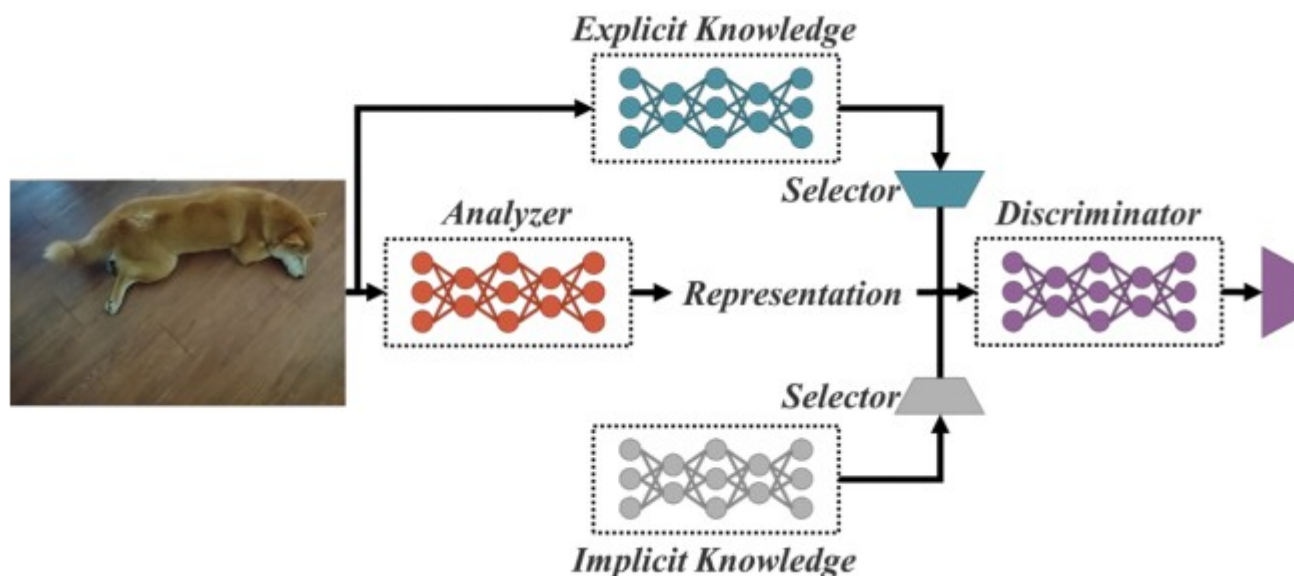 Explicit Knowledge
Selector
Analyzer
Discriminator
Representation
Selector
Implicit Knowledge